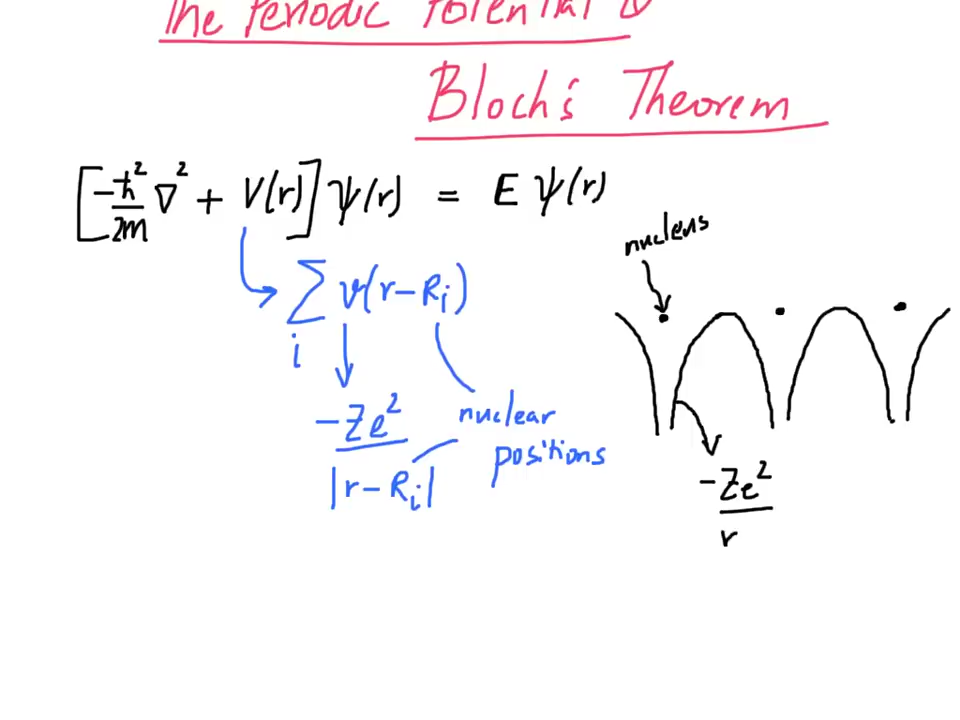 The Periodic Potential &
Bloch's Theorem
[-ħ²/2m ∇² + V(r)] ψ(r) = E ψ(r)
nucleus
∑ᵢ v(r-Rᵢ)
-Ze²/|r-Rᵢ|
nuclear
positions
-Ze²/r